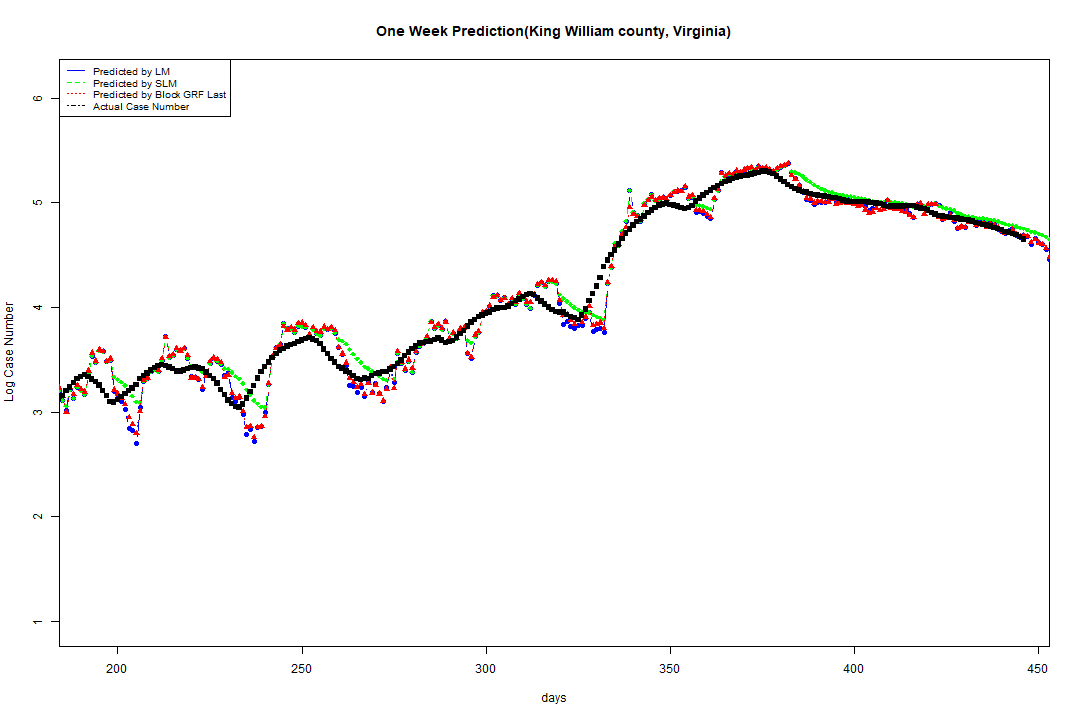 One Week Prediction(King William county, Virginia)
Predicted by LM
Predicted by SLM
Predicted by Block GRF Last
Actual Case Number
6
5
4
3
2
1
Log Case Number
200
250
300
350
400
450
days